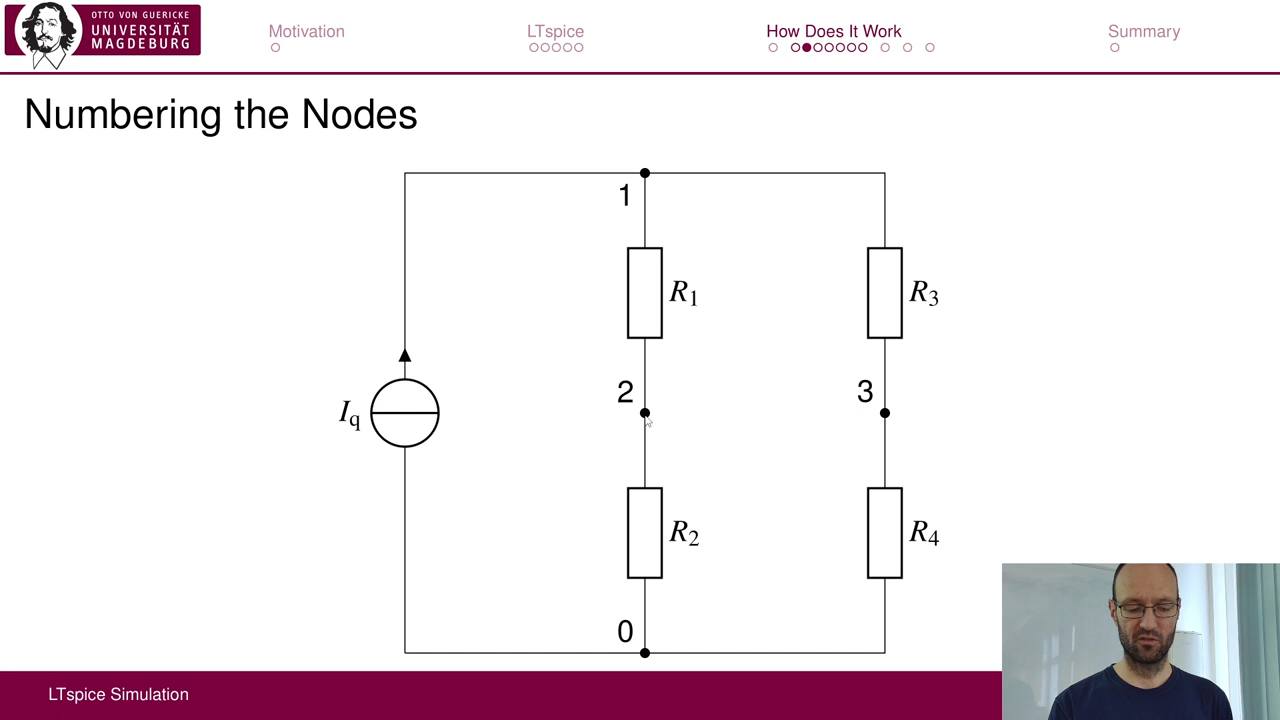 OTTO VON GUERICKE
UNIVERSITÄT
MAGDEBURG
Motivation
LTspice
How Does It Work
Summary
Numbering the Nodes
1
R1
R3
2
3
Iq
R2
R4
0
LTspice Simulation